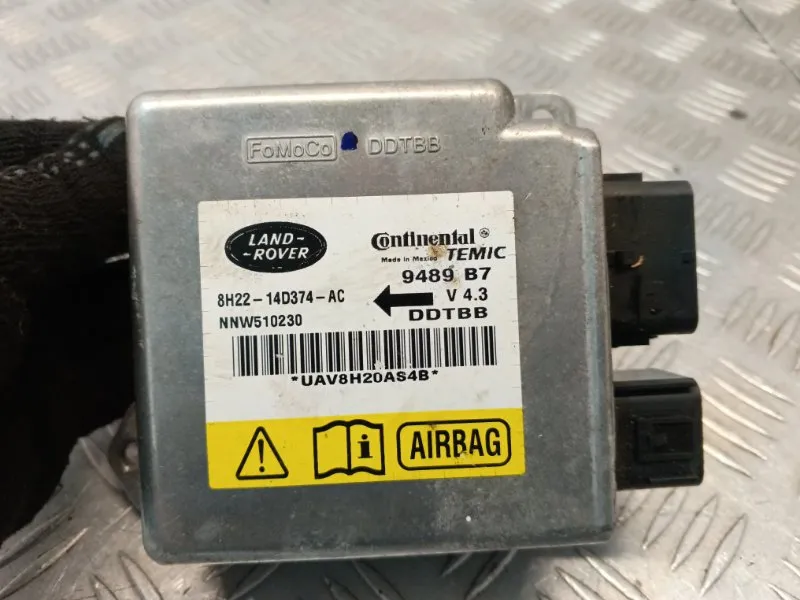 FoMoCo DDTBB
LAND-
-ROVER
Continental
Made in Mexico TEMIC
9489 B7
8H22-14D374-AC V 4.3
NNW510230 DDTBB
*UAV8H20AS4B*
i
AIRBAG